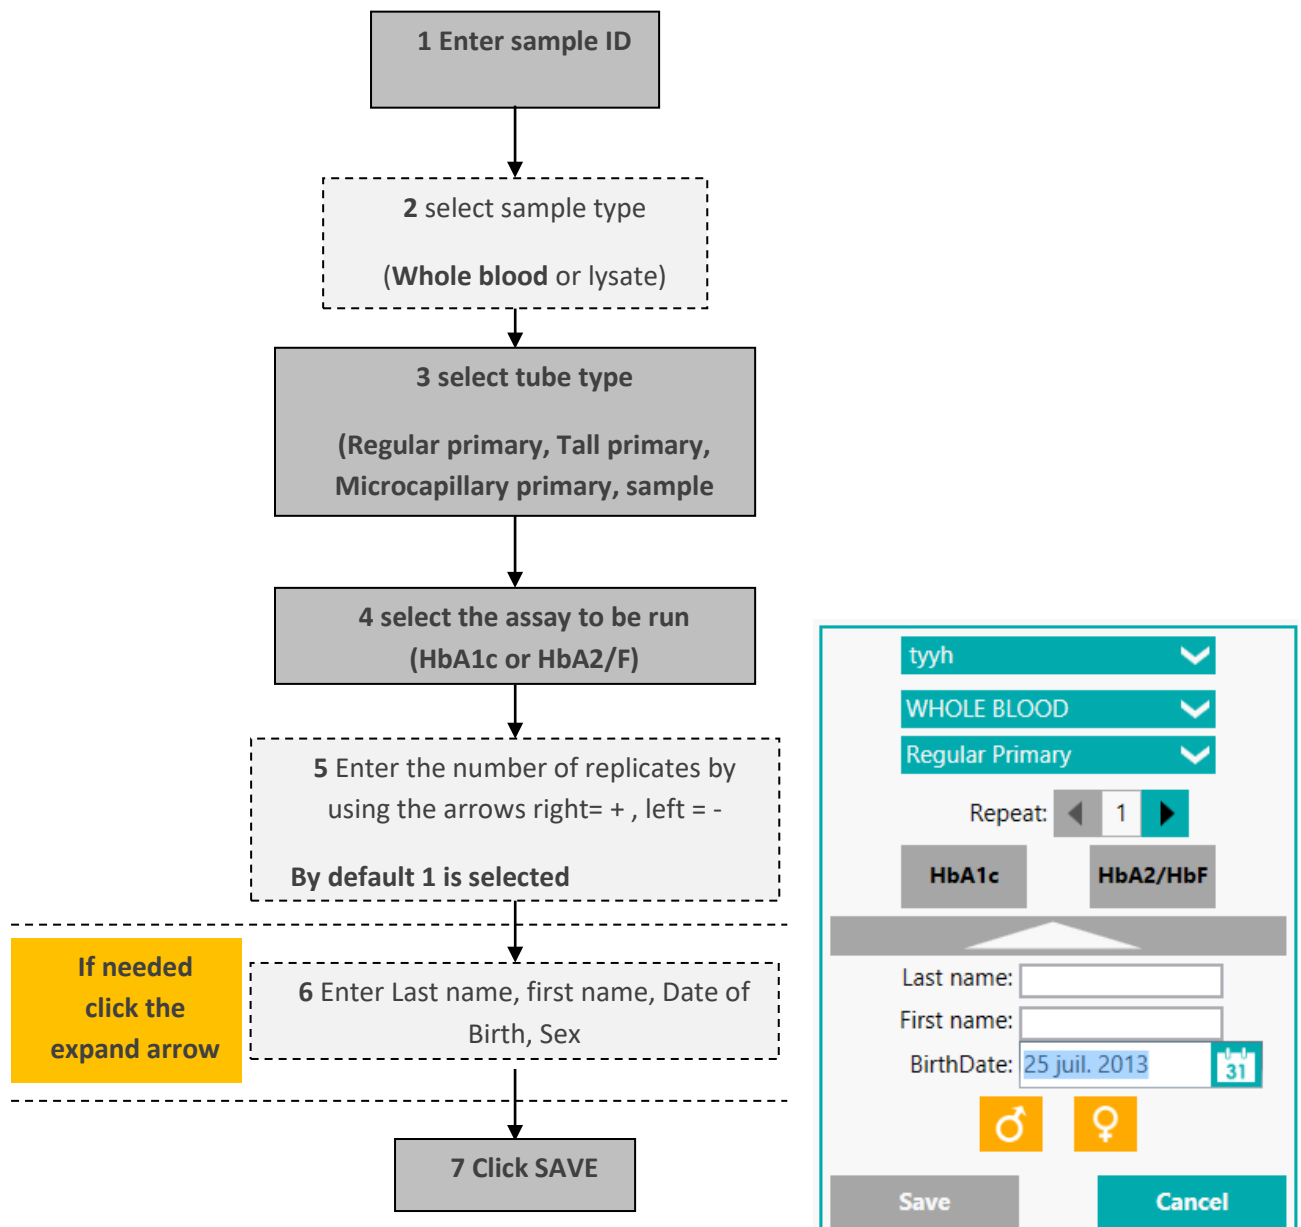 1 Enter sample ID
2 select sample type
(Whole blood or lysate)
3 select tube type
(Regular primary, Tall primary,
Microcapillary primary, sample
4 select the assay to be run
(HbA1c or HbA2/F)
5 Enter the number of replicates by
using the arrows right= + , left = -
By default 1 is selected
If needed
click the
expand arrow
6 Enter Last name, first name, Date of
Birth, Sex
7 Click SAVE
tyyh
WHOLE BLOOD
Regular Primary
Repeat: 1
HbA1c HbA2/HbF
Last name:
First name:
BirthDate: 25 juil. 2013 31
♂ ♀
Save Cancel